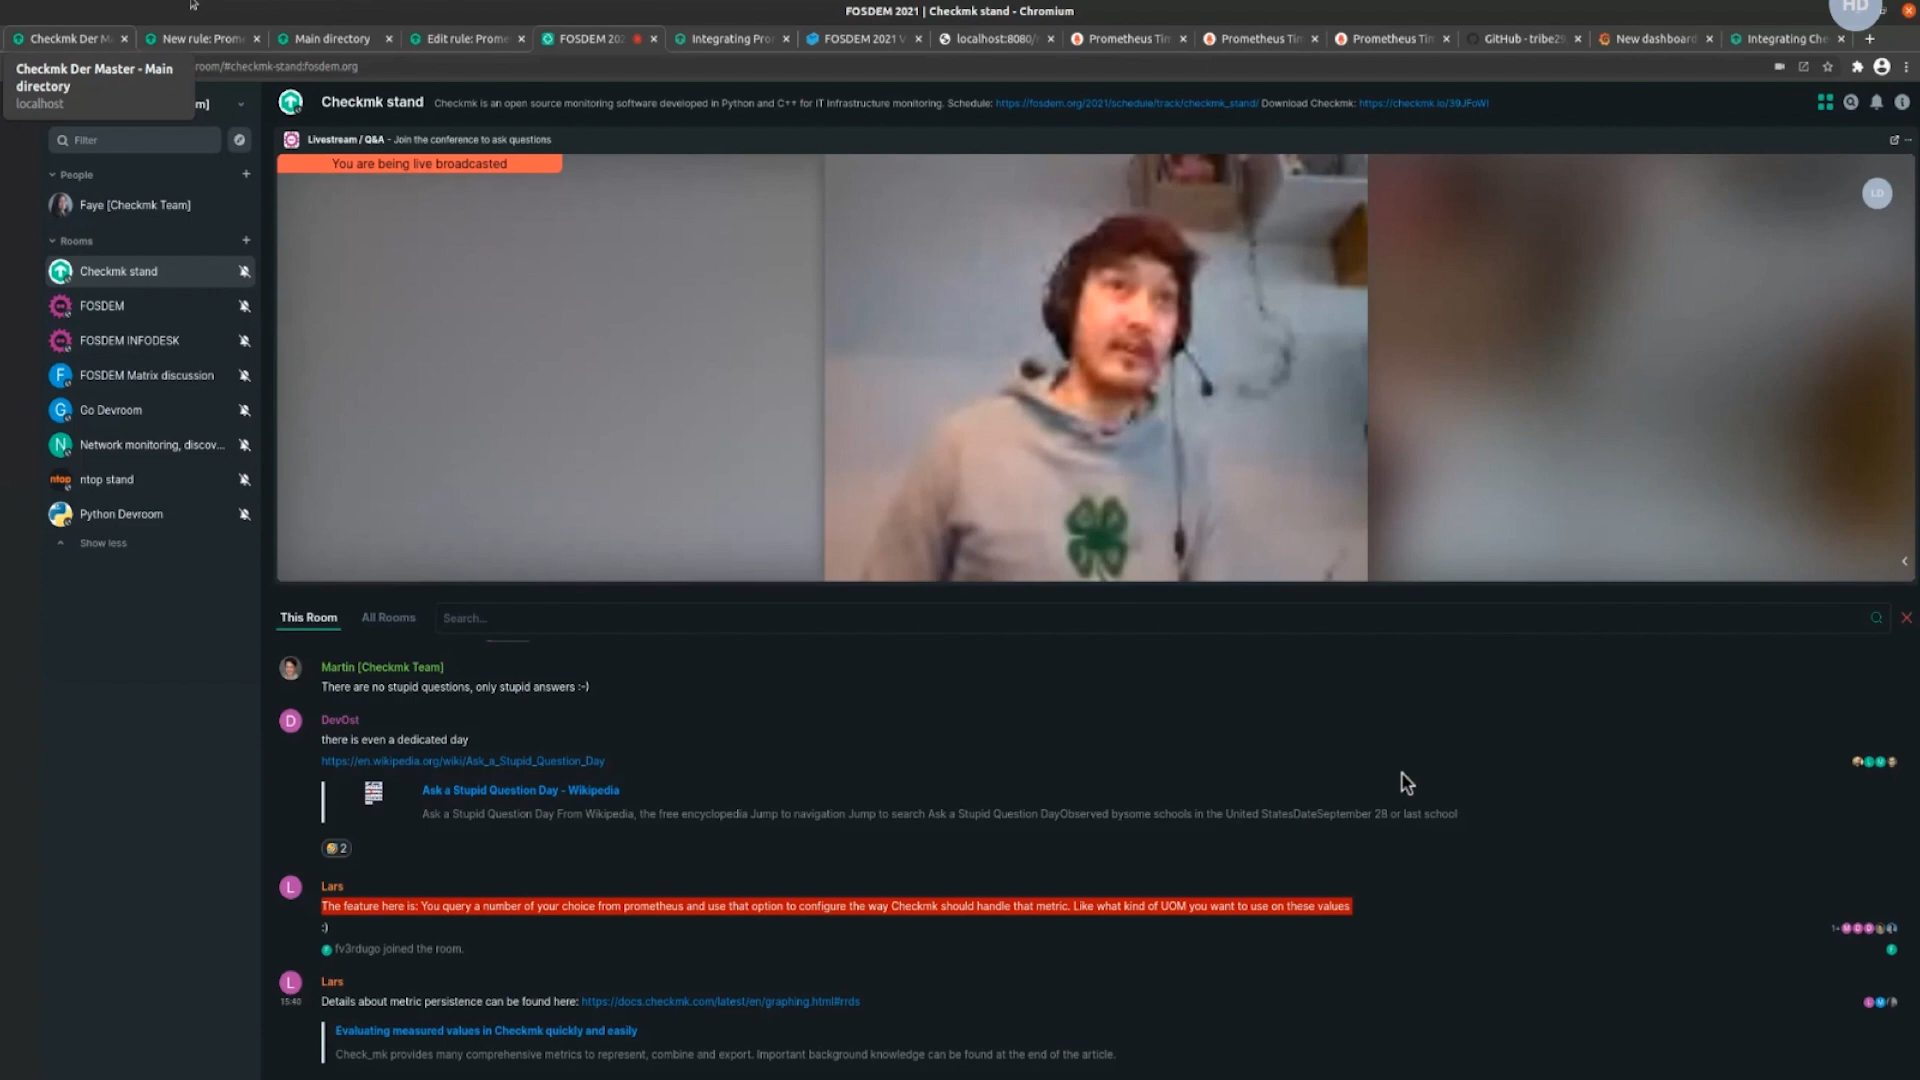 FOSDEM 2021 | Checkmk stand - Chromium
HD
Checkmk Der M
New rule: Prom
Main directory
Edit rule: Prome
FOSDEM 202
Integrating Pro
FOSDEM 2021 V
localhost:8080/
Prometheus Tim
Prometheus Tim
Prometheus Tim
GitHub - tribe29
New dashboard
Integrating Che
Checkmk Der Master - Main
directory
localhost
room/#checkmk-stand:fosdem.org
m]
Checkmk stand
Checkmk is an open source monitoring software developed in Python and C++ for IT Infrastructure monitoring. Schedule: https://fosdem.org/2021/schedule/track/checkmk_stand/ Download Checkmk: https://checkmk.io/39JFoWI
Filter
Livestream / Q&A - Join the conference to ask questions
You are being live broadcasted
LD
People
Faye [Checkmk Team]
Rooms
Checkmk stand
FOSDEM
FOSDEM INFODESK
F FOSDEM Matrix discussion
G Go Devroom
N Network monitoring, discov...
ntop ntop stand
Python Devroom
Show less
This Room
All Rooms
Search...
Martin [Checkmk Team]
There are no stupid questions, only stupid answers :-)
D DevOst
there is even a dedicated day
https://en.wikipedia.org/wiki/Ask_a_Stupid_Question_Day
Ask a Stupid Question Day - Wikipedia
Ask a Stupid Question Day From Wikipedia, the free encyclopedia Jump to navigation Jump to search Ask a Stupid Question DayObserved bysome schools in the United StatesDateSeptember 28 or last school
2
L Lars
The feature here is: You query a number of your choice from prometheus and use that option to configure the way Checkmk should handle that metric. Like what kind of UOM you want to use on these values
:)
1+
fv3rdugo joined the room.
L Lars
15:40 Details about metric persistence can be found here: https://docs.checkmk.com/latest/en/graphing.html#rrds
Evaluating measured values in Checkmk quickly and easily
Check_mk provides many comprehensive metrics to represent, combine and export. Important background knowledge can be found at the end of the article.